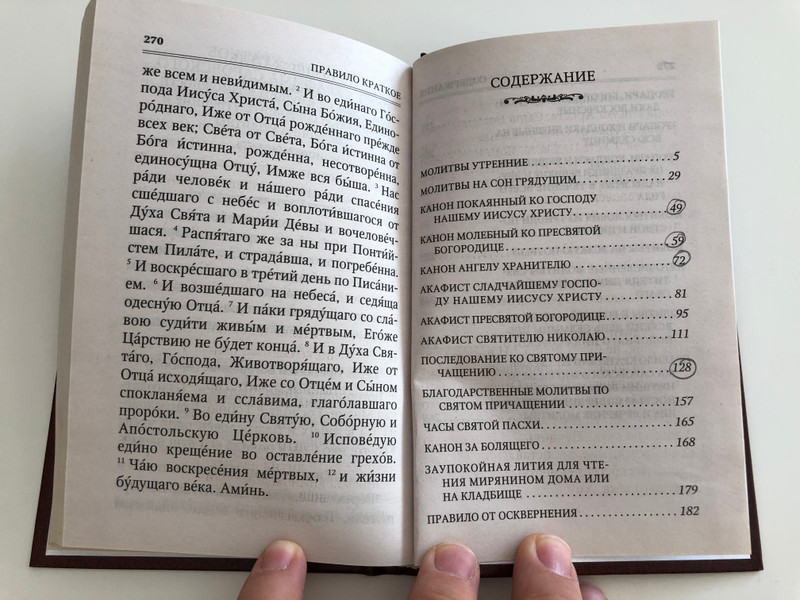 270
ПРАВИЛО КРАТКОЕ
же всем и неви́димым. ² И во еди́наго Го́с-
пода Иису́са Христа́, Сы́на Бо́жия, Едино-
ро́днаго, Иже от Отца́ рожде́ннаго пре́жде
всех век; Све́та от Све́та, Бо́га и́стинна от
Бо́га и́стинна, рожде́нна, несотворе́нна,
единосу́щна Отцу́, Имже вся бы́ша. ³ Нас
ра́ди челове́к и на́шего ра́ди спасе́ния
сше́дшаго с небе́с и воплоти́вшагося от
Ду́ха Свя́та и Мари́и Де́вы и вочелове́ч-
шася. ⁴ Распя́таго же за ны при Понти́й-
стем Пила́те, и страда́вша, и погребе́нна.
⁵ И воскре́сшаго в тре́тий день по Писа́ни-
ем. ⁶ И возше́дшаго на небеса́, и седя́ща
одесну́ю Отца́. ⁷ И па́ки гряду́щаго со сла́-
вою суди́ти живы́м и ме́ртвым, Его́же
Ца́рствию не бу́дет конца́. ⁸ И в Ду́ха Свя-
та́го, Го́спода, Животворя́щаго, Иже от
Отца́ исходя́щаго, Иже со Отце́м и Сы́ном
спокланя́ема и ссла́вима, глаго́лавшаго
проро́ки. ⁹ Во еди́ну Святу́ю, Собо́рную и
Апо́стольскую Це́рковь. ¹⁰ Испове́дую
еди́но креще́ние во оставле́ние грехо́в.
¹¹ Ча́ю воскресе́ния ме́ртвых, ¹² и жи́зни
бу́дущаго ве́ка. Ами́нь.
СОДЕРЖАНИЕ
МОЛИТВЫ УТРЕННИЕ 5
МОЛИТВЫ НА СОН ГРЯДУЩИМ 29
КАНОН ПОКАЯННЫЙ КО ГОСПОДУ
НАШЕМУ ИИСУСУ ХРИСТУ 49
КАНОН МОЛЕБНЫЙ КО ПРЕСВЯТОЙ
БОГОРОДИЦЕ 59
КАНОН АНГЕЛУ ХРАНИТЕЛЮ 72
АКАФИСТ СЛАДЧАЙШЕМУ ГОСПО-
ДУ НАШЕМУ ИИСУСУ ХРИСТУ 81
АКАФИСТ ПРЕСВЯТОЙ БОГОРОДИЦЕ 95
АКАФИСТ СВЯТИТЕЛЮ НИКОЛАЮ 111
ПОСЛЕДОВАНИЕ КО СВЯТОМУ ПРИ-
ЧАЩЕНИЮ 128
БЛАГОДАРСТВЕННЫЕ МОЛИТВЫ ПО
СВЯТОМ ПРИЧАЩЕНИИ 157
ЧАСЫ СВЯТОЙ ПАСХИ 165
КАНОН ЗА БОЛЯЩЕГО 168
ЗАУПОКОЙНАЯ ЛИТИЯ ДЛЯ ЧТЕ-
НИЯ МИРЯНИНОМ ДОМА ИЛИ
НА КЛАДБИЩЕ 179
ПРАВИЛО ОТ ОСКВЕРНЕНИЯ 182